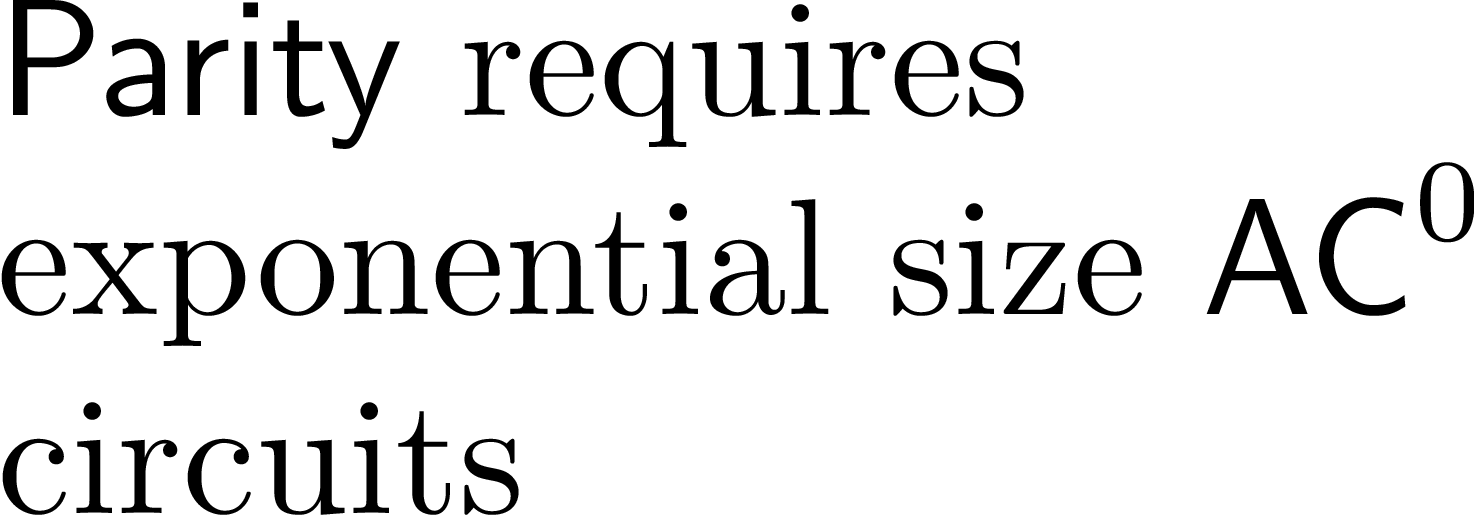 Parity requires
exponential size AC⁰
circuits